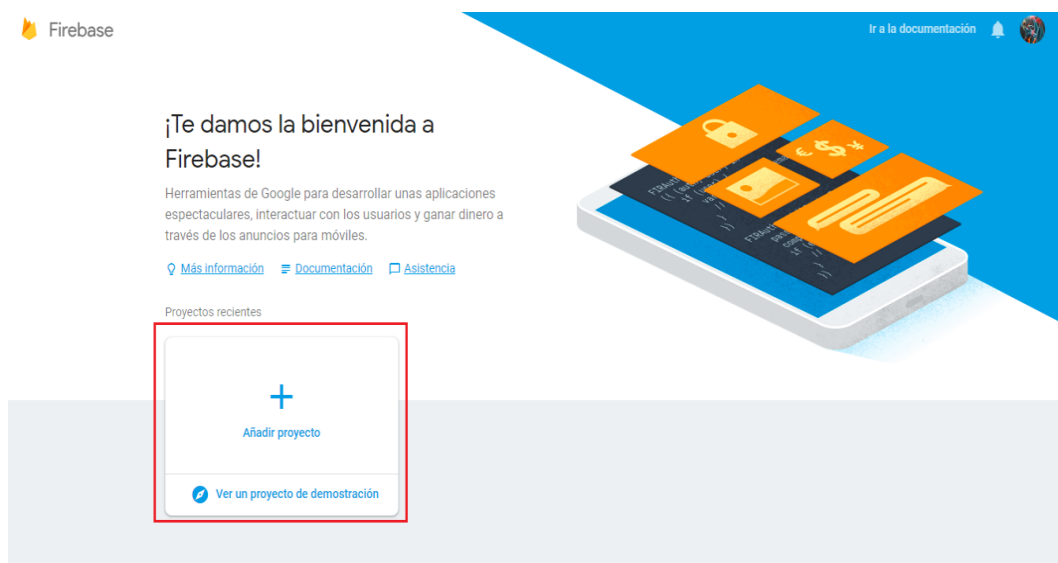 Firebase
Ir a la documentación
¡Te damos la bienvenida a
Firebase!
Herramientas de Google para desarrollar unas aplicaciones
espectaculares, interactuar con los usuarios y ganar dinero a
través de los anuncios para móviles.
Más información Documentación Asistencia
Proyectos recientes
Añadir proyecto
Ver un proyecto de demostración